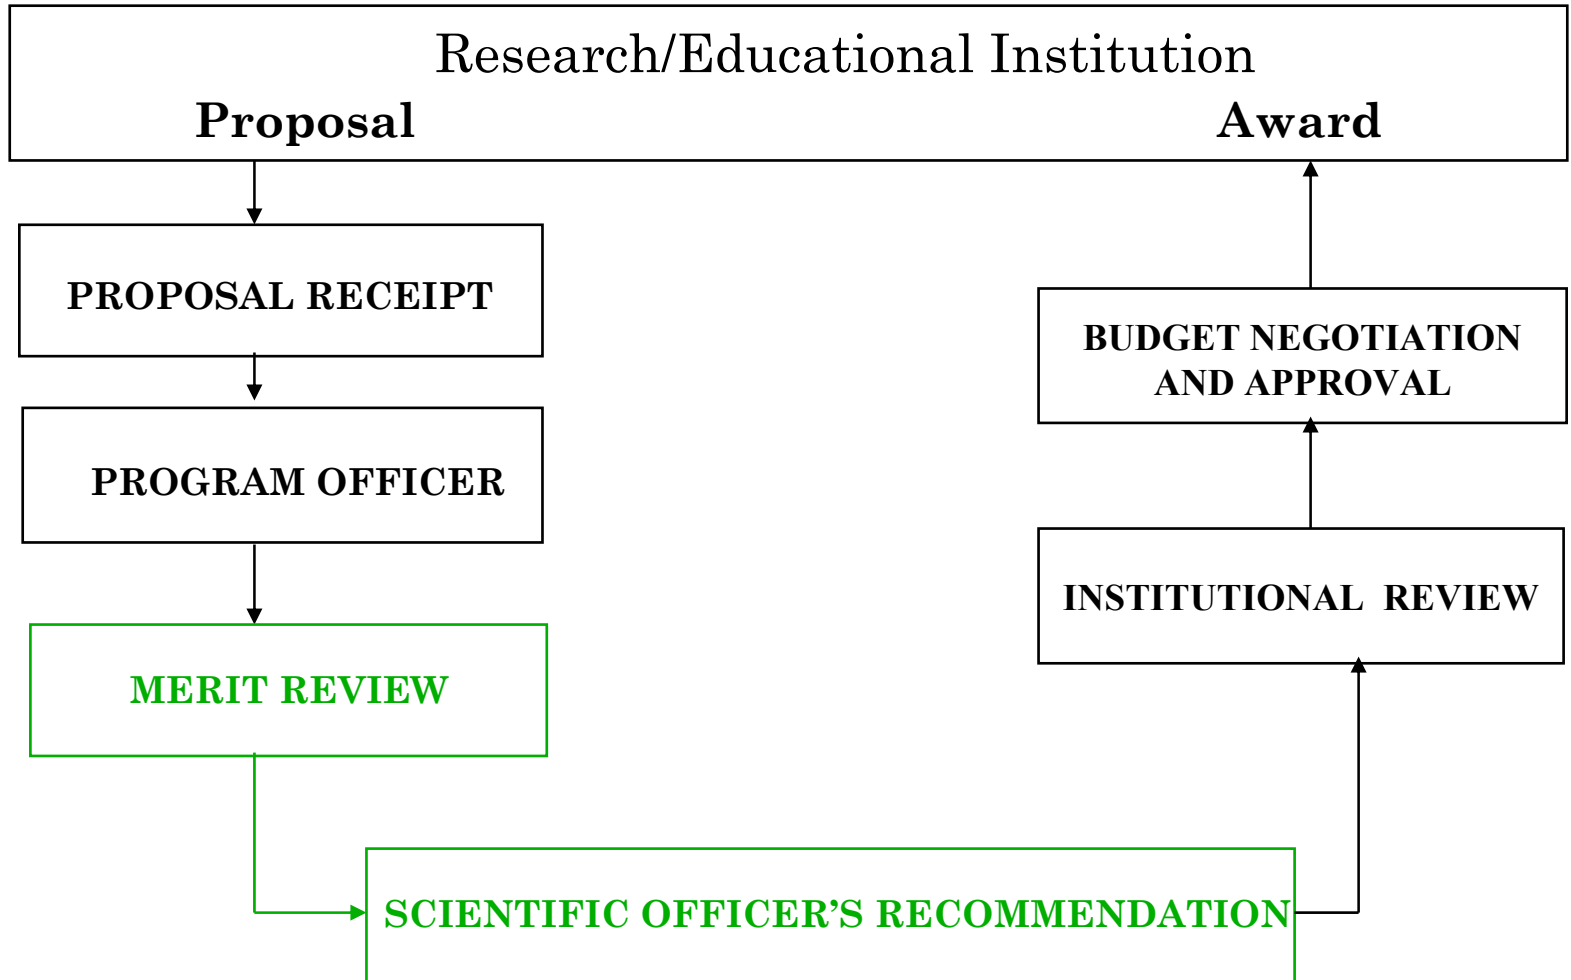 Research/Educational Institution
Proposal
Award
PROPOSAL RECEIPT
PROGRAM OFFICER
MERIT REVIEW
SCIENTIFIC OFFICER’S RECOMMENDATION
INSTITUTIONAL REVIEW
BUDGET NEGOTIATION
AND APPROVAL